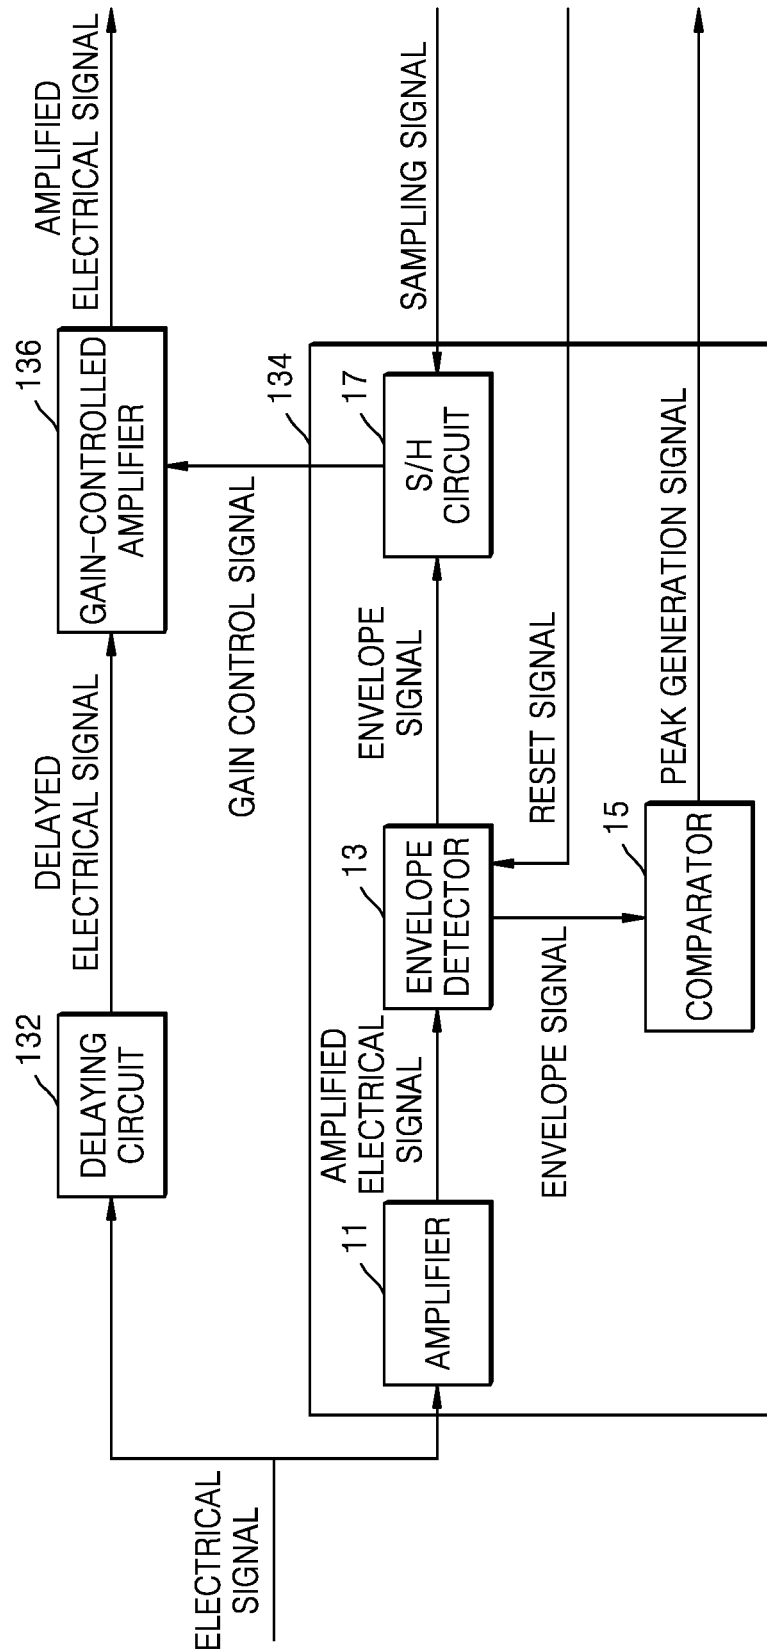 ELECTRICAL
SIGNAL
132
DELAYING
CIRCUIT
DELAYED
ELECTRICAL SIGNAL
136
GAIN-CONTROLLED
AMPLIFIER
AMPLIFIED
ELECTRICAL SIGNAL
GAIN CONTROL SIGNAL
134
11
AMPLIFIER
AMPLIFIED
ELECTRICAL
SIGNAL
13
ENVELOPE
DETECTOR
ENVELOPE
SIGNAL
17
S/H
CIRCUIT
SAMPLING SIGNAL
RESET SIGNAL
ENVELOPE SIGNAL
15
COMPARATOR
PEAK GENERATION SIGNAL